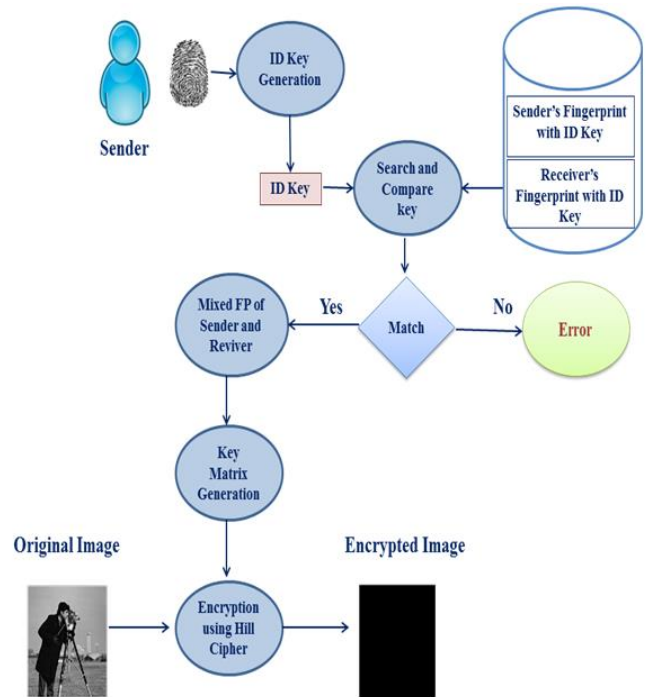 Sender
ID Key
Generation
Sender's Fingerprint
with ID Key
Receiver's
Fingerprint with ID
Key
ID Key
Search and
Compare
key
Mixed FP of
Sender and
Reviver
Yes
Match
No
Error
Key
Matrix
Generation
Original Image
Encrypted Image
Encryption
using Hill
Cipher